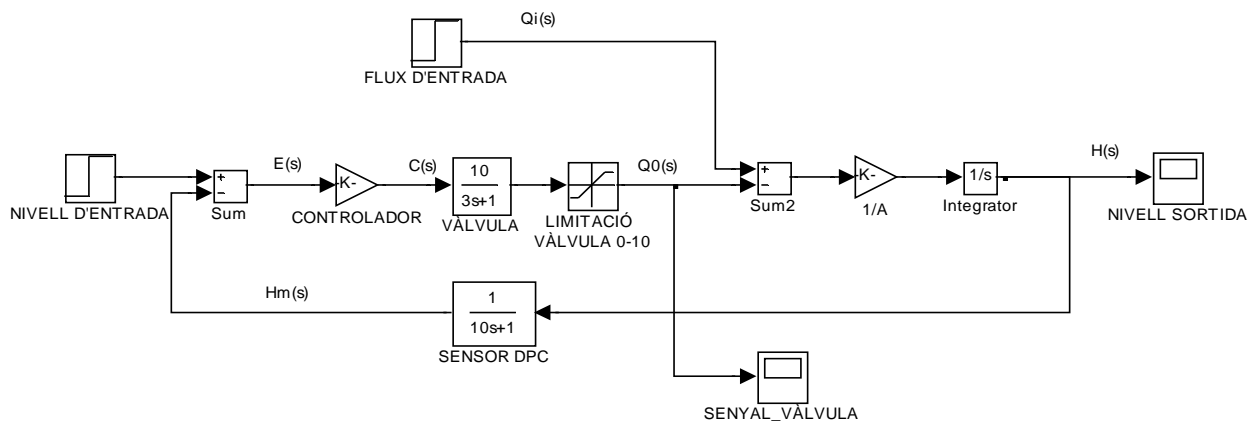 Qi(s)
FLUX D'ENTRADA
NIVELL D'ENTRADA
+
−
Sum
E(s)
-K-
CONTROLADOR
C(s)
10
3s+1
VÀLVULA
LIMITACIÓ
VÀLVULA 0-10
Q0(s)
+
−
Sum2
-K-
1/A
1/s
Integrator
H(s)
NIVELL SORTIDA
Hm(s)
1
10s+1
SENSOR DPC
SENYAL_VÀLVULA